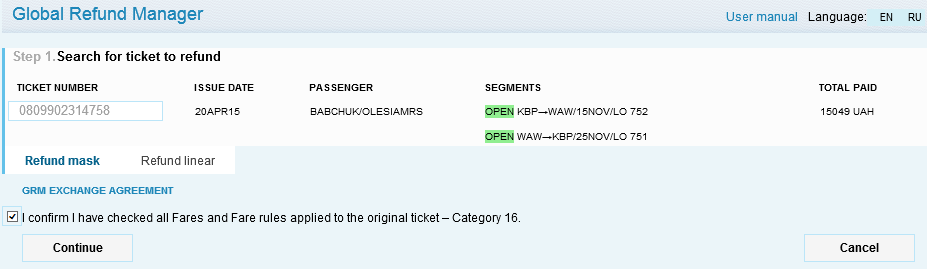 Global Refund Manager User manual Language: EN RU
Step 1. Search for ticket to refund
TICKET NUMBER ISSUE DATE PASSENGER SEGMENTS TOTAL PAID
0809902314758 20APR15 BABCHUK/OLESIAMRS OPEN KBP→WAW/15NOV/LO 752 15049 UAH
OPEN WAW→KBP/25NOV/LO 751
Refund mask Refund linear
GRM EXCHANGE AGREEMENT
I confirm I have checked all Fares and Fare rules applied to the original ticket – Category 16.
Continue Cancel